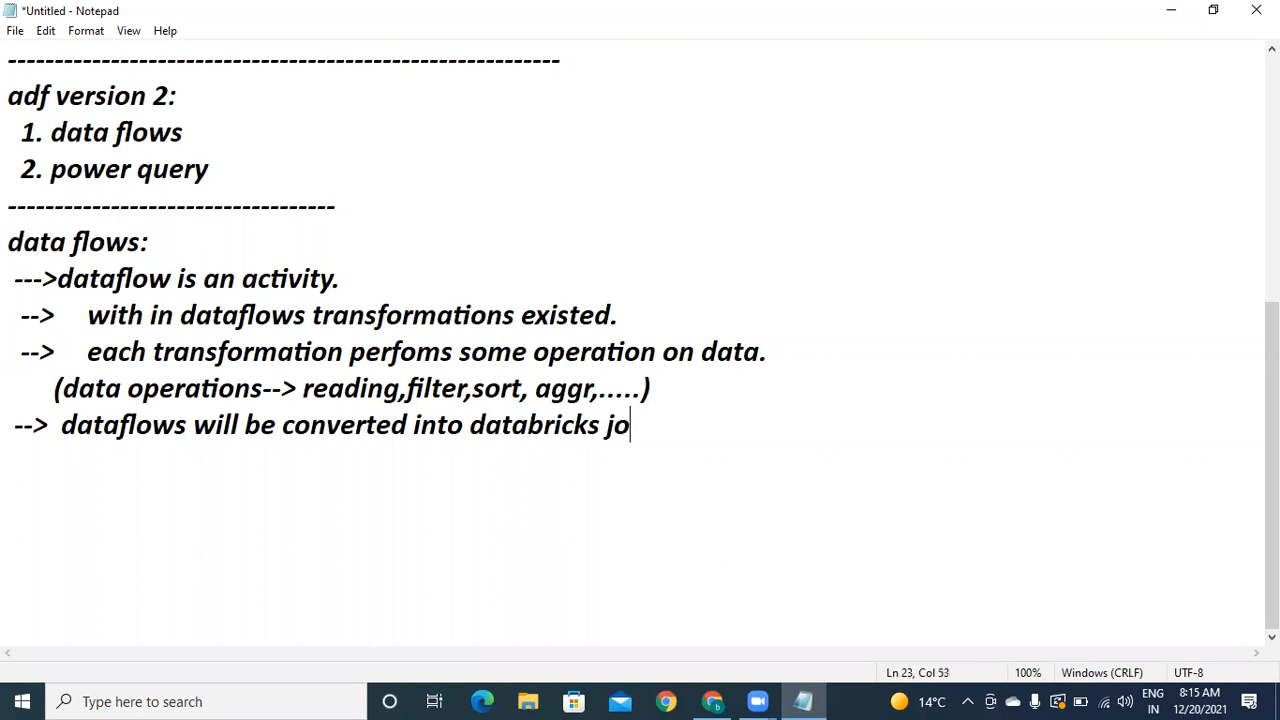 *Untitled - Notepad
File Edit Format View Help
-----------------------------------------------------------
adf version 2:
1. data flows
2. power query
-----------------------------------
data flows:
--->dataflow is an activity.
--> with in dataflows transformations existed.
--> each transformation perfoms some operation on data.
(data operations--> reading,filter,sort, aggr,.....)
--> dataflows will be converted into databricks jo
Ln 23, Col 53 100% Windows (CRLF) UTF-8
Type here to search 14°C ENG IN 8:15 AM 12/20/2021